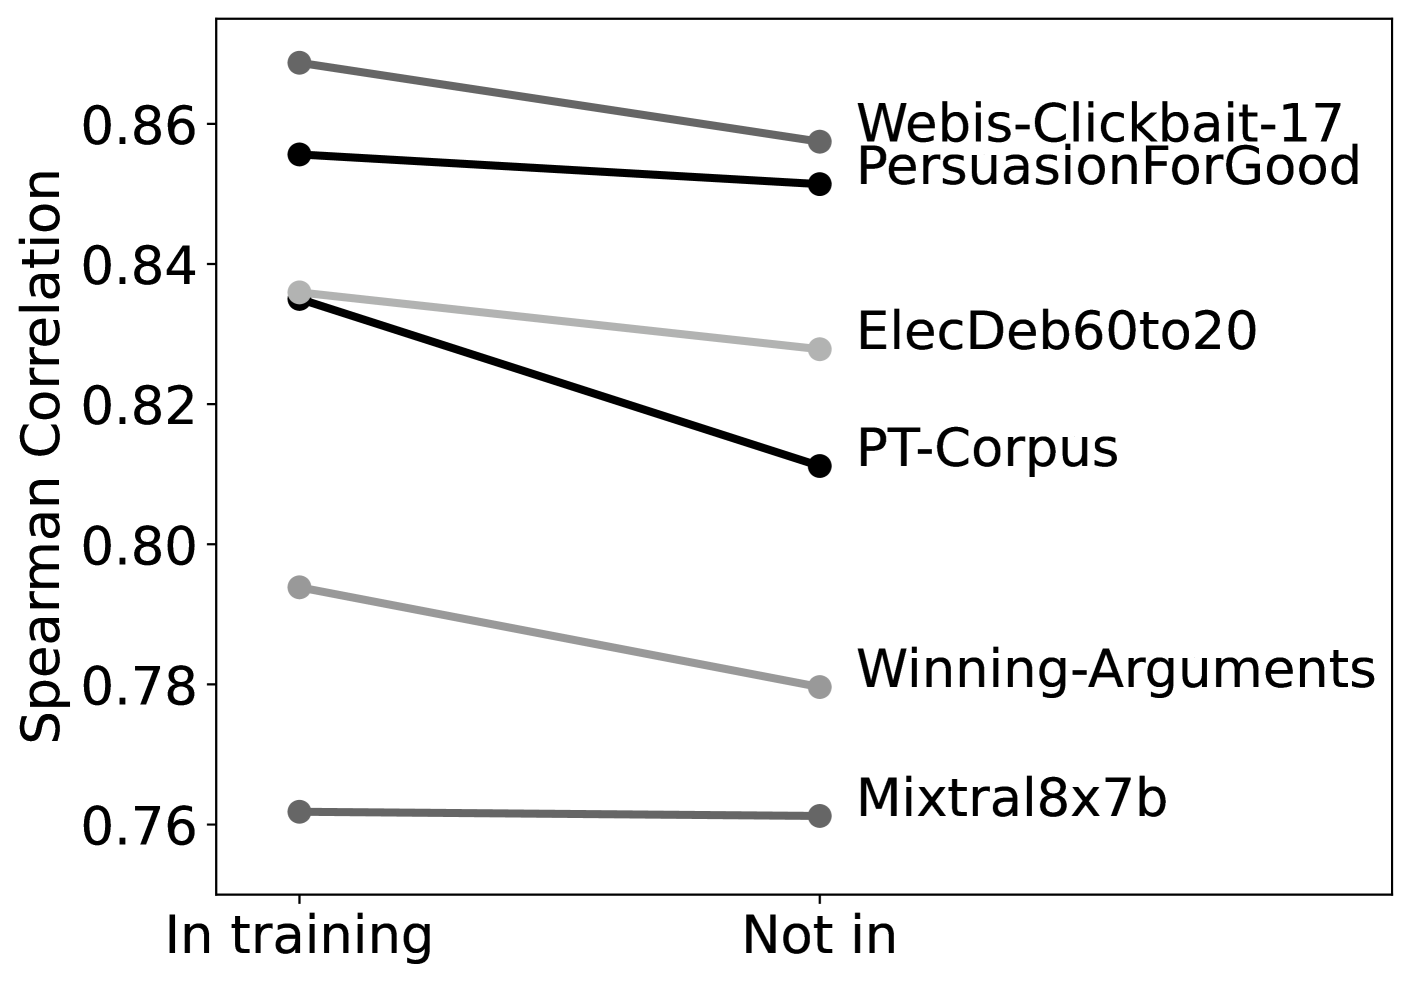 Spearman Correlation
0.86
0.84
0.82
0.80
0.78
0.76
Webis-Clickbait-17
PersuasionForGood
ElecDeb60to20
PT-Corpus
Winning-Arguments
Mixtral8x7b
In training
Not in